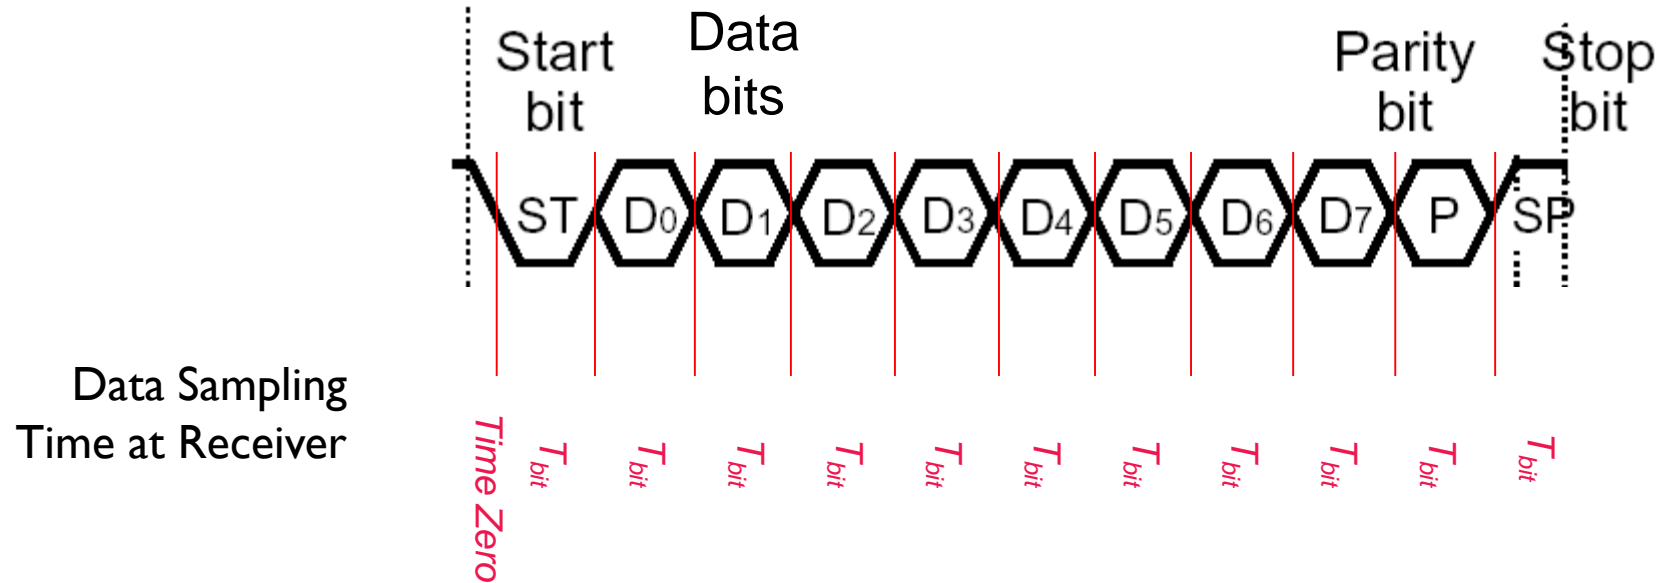 Start
bit
Data
bits
Parity
bit
Stop
bit
ST D0 D1 D2 D3 D4 D5 D6 D7 P SP
Data Sampling
Time at Receiver
Time Zero
Tbit Tbit Tbit Tbit Tbit Tbit Tbit Tbit Tbit Tbit Tbit